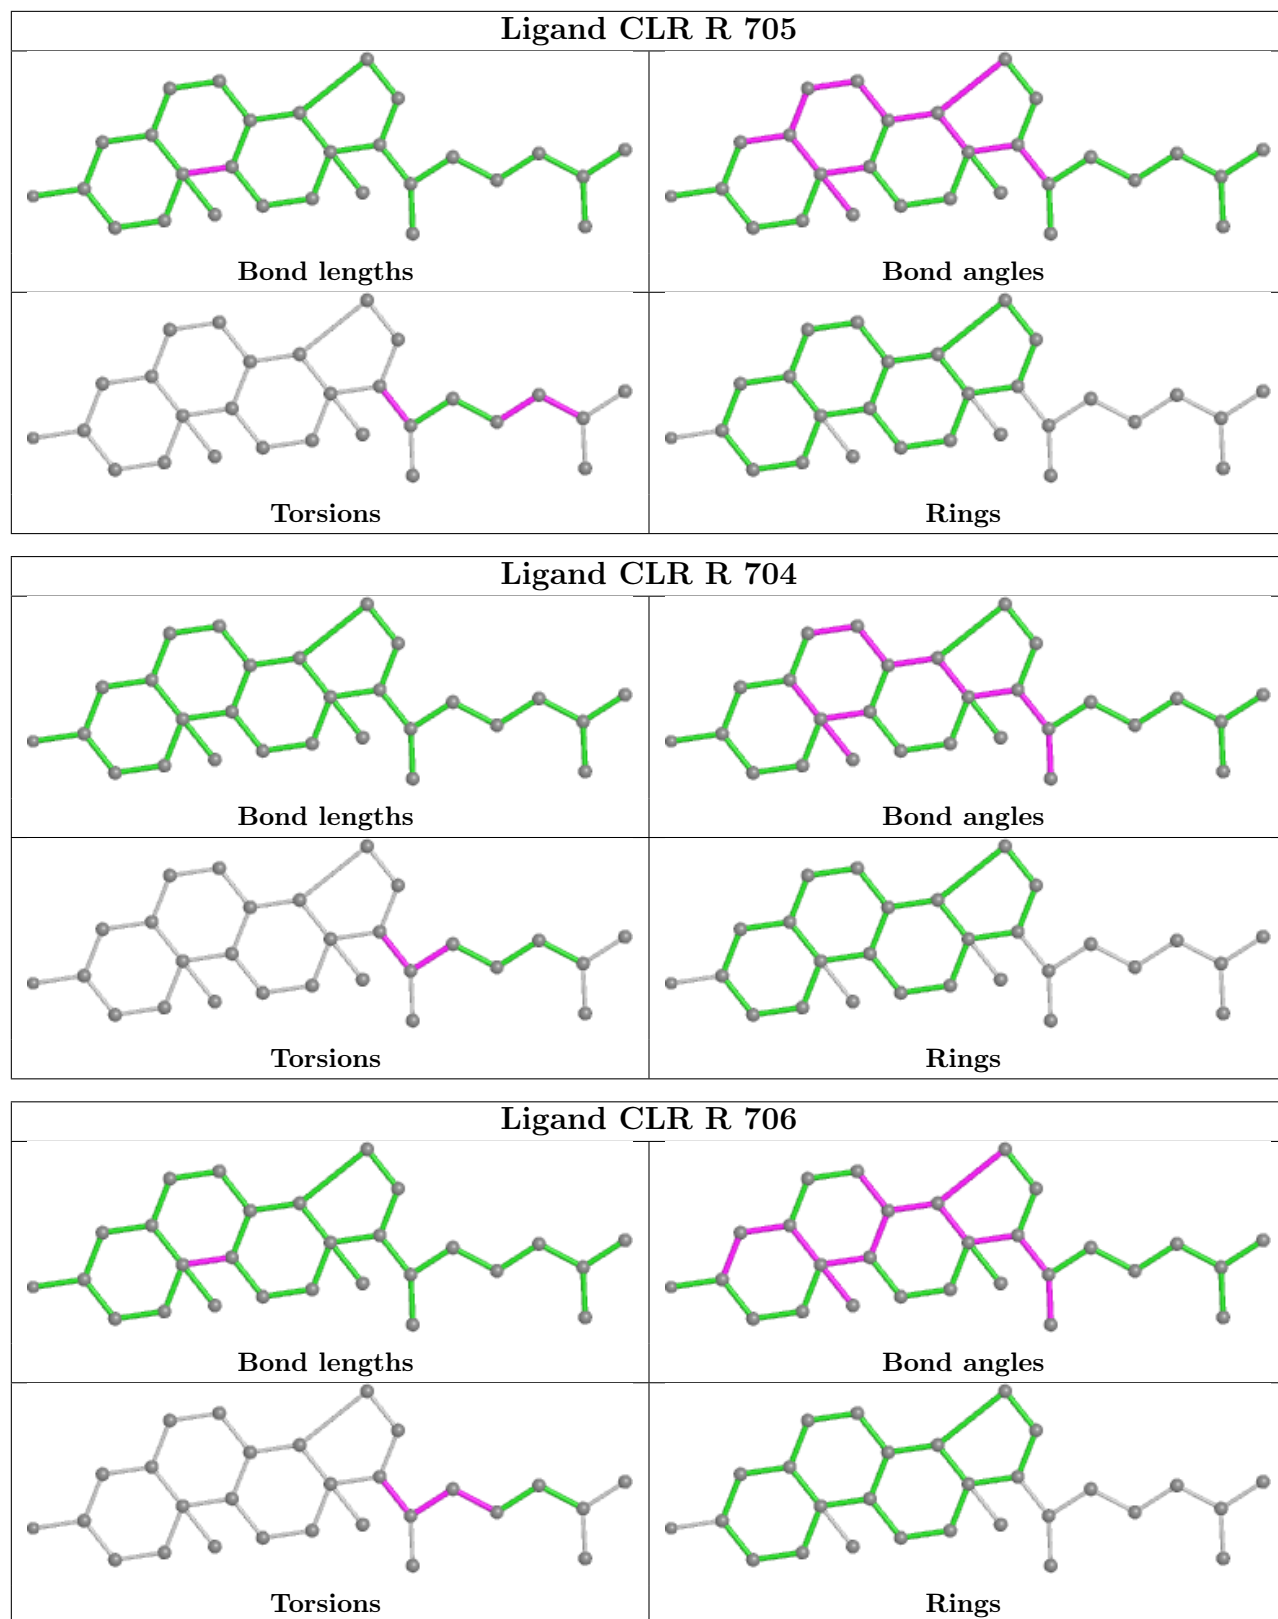 Ligand CLR R 705
Bond lengths
Bond angles
Torsions
Rings
Ligand CLR R 704
Bond lengths
Bond angles
Torsions
Rings
Ligand CLR R 706
Bond lengths
Bond angles
Torsions
Rings